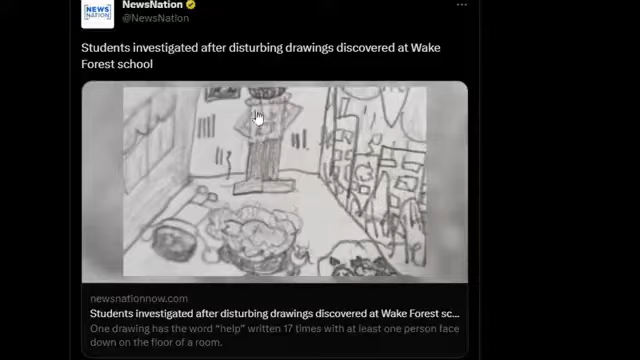 NewsNation
NEWS
NATION
@NewsNation
Students investigated after disturbing drawings discovered at Wake
Forest school
newsnationnow.com
Students investigated after disturbing drawings discovered at Wake Forest sc...
One drawing has the word “help” written 17 times with at least one person face
down on the floor of a room.